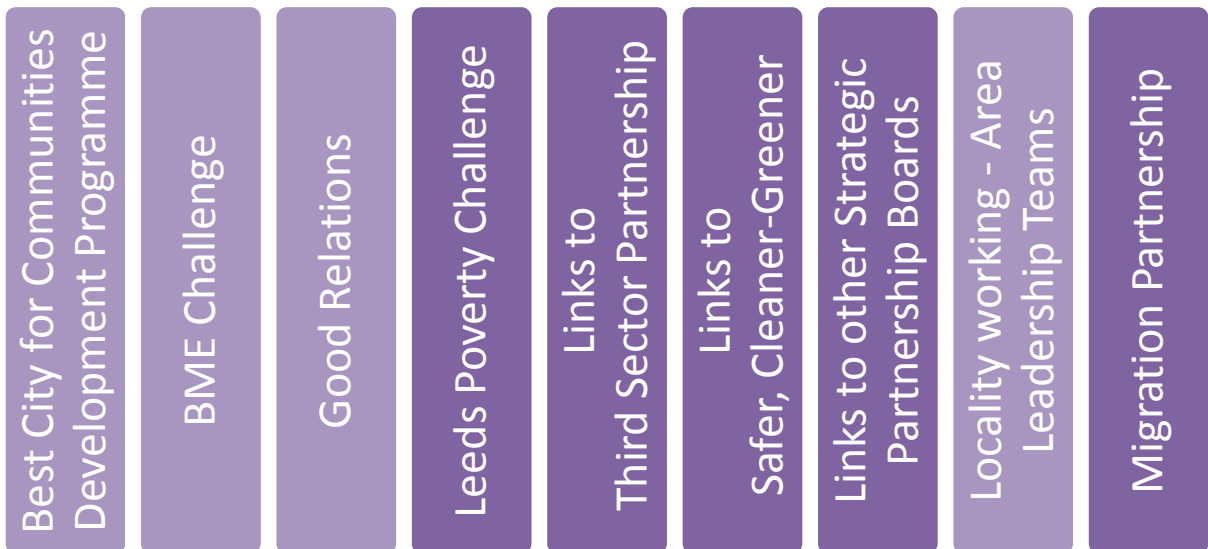 Best City for Communities
Development Programme
BME Challenge
Good Relations
Leeds Poverty Challenge
Links to
Third Sector Partnership
Links to
Safer, Cleaner-Greener
Links to other Strategic
Partnership Boards
Locality working - Area
Leadership Teams
Migration Partnership